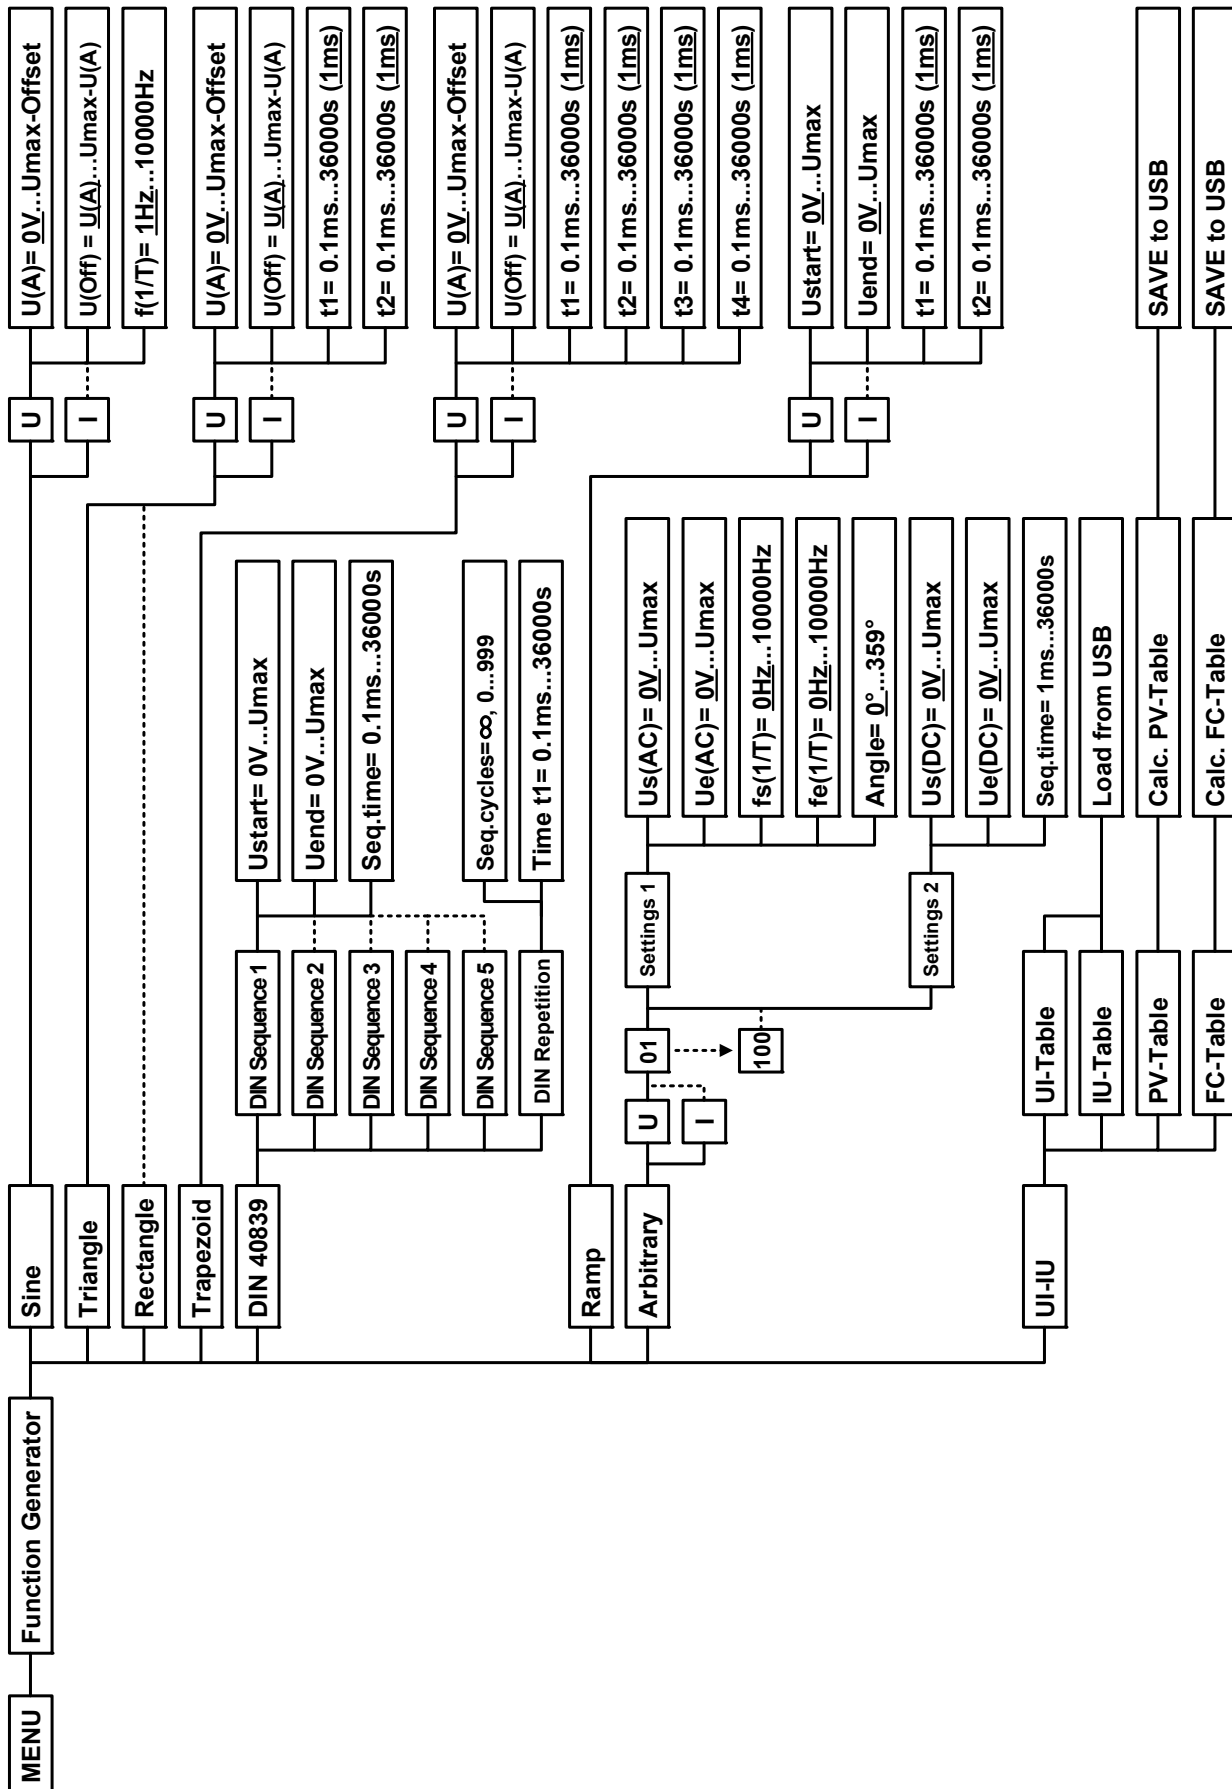 MENU
Function Generator
Sine
U
I
U(A)= 0V...Umax-Offset
U(Off) = U(A)...Umax-U(A)
f(1/T)= 1Hz...10000Hz
Triangle
Rectangle
U
I
U(A)= 0V...Umax-Offset
U(Off) = U(A)...Umax-U(A)
t1= 0.1ms...36000s (1ms)
t2= 0.1ms...36000s (1ms)
Trapezoid
U
I
U(A)= 0V...Umax-Offset
U(Off) = U(A)...Umax-U(A)
t1= 0.1ms...36000s (1ms)
t2= 0.1ms...36000s (1ms)
t3= 0.1ms...36000s (1ms)
t4= 0.1ms...36000s (1ms)
DIN 40839
DIN Sequence 1
DIN Sequence 2
DIN Sequence 3
DIN Sequence 4
DIN Sequence 5
DIN Repetition
Ustart= 0V...Umax
Uend= 0V...Umax
Seq.time= 0.1ms...36000s
Seq.cycles=∞, 0...999
Time t1= 0.1ms...36000s
Ramp
U
I
Ustart= 0V...Umax
Uend= 0V...Umax
t1= 0.1ms...36000s (1ms)
t2= 0.1ms...36000s (1ms)
Arbitrary
U
I
01
100
Settings 1
Us(AC)= 0V...Umax
Ue(AC)= 0V...Umax
fs(1/T)= 0Hz...10000Hz
fe(1/T)= 0Hz...10000Hz
Angle= 0°...359°
Settings 2
Us(DC)= 0V...Umax
Ue(DC)= 0V...Umax
Seq.time= 1ms...36000s
UI-IU
UI-Table
IU-Table
Load from USB
PV-Table
Calc. PV-Table
SAVE to USB
FC-Table
Calc. FC-Table
SAVE to USB